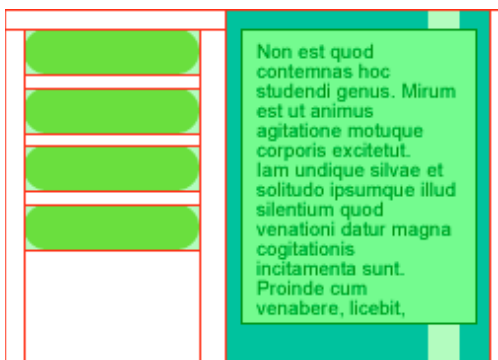 Non est quod
contemnas hoc
studendi genus. Mirum
est ut animus
agitatione motuque
corporis excitetut.
Iam undique silvae et
solitudo ipsumque illud
silentium quod
venationi datur magna
cogitationis
incitamenta sunt.
Proinde cum
venabere, licebit,